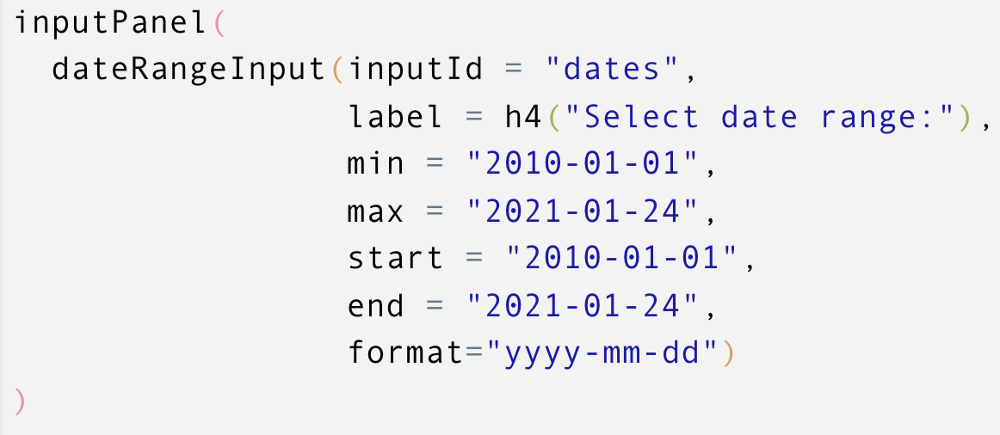 inputPanel(
  dateRangeInput(inputId = "dates",
                 label = h4("Select date range:"),
                 min = "2010-01-01",
                 max = "2021-01-24",
                 start = "2010-01-01",
                 end = "2021-01-24",
                 format="yyyy-mm-dd")
)